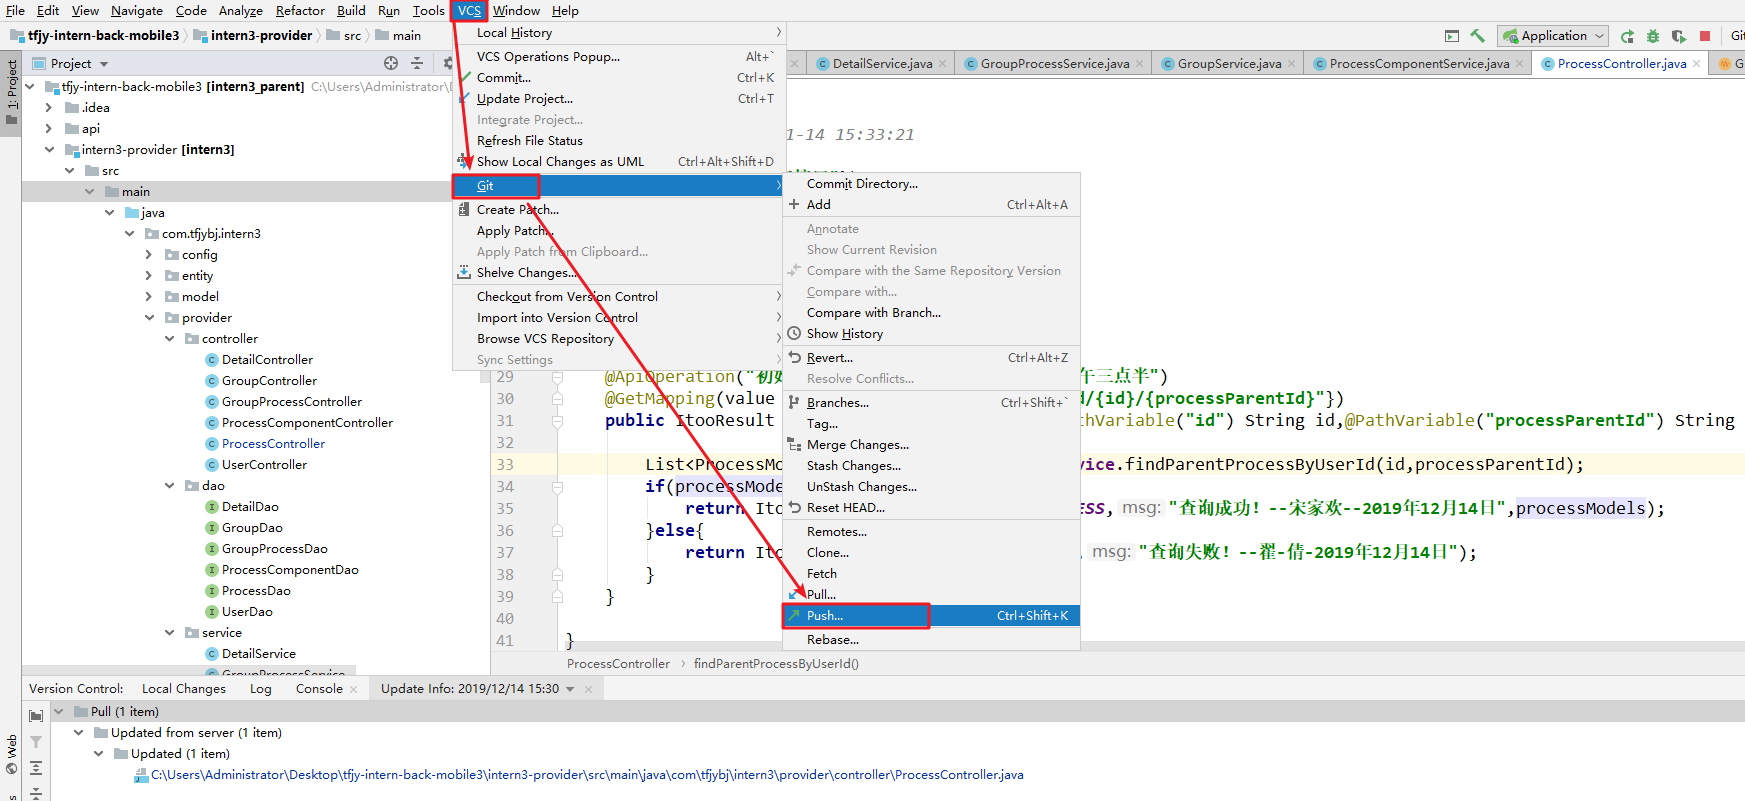 File Edit View Navigate Code Analyze Refactor Build Run Tools VCS Window Help
tfjy-intern-back-mobile3 intern3-provider src main
Application
Git
1: Project
Project
DetailService.java
GroupProcessService.java
GroupService.java
ProcessComponentService.java
ProcessController.java
G
tfjy-intern-back-mobile3 [intern3_parent] C:\Users\Administrator\
.idea
api
intern3-provider [intern3]
src
main
java
com.tfjybj.intern3
config
entity
model
provider
controller
DetailController
GroupController
GroupProcessController
ProcessComponentController
ProcessController
UserController
dao
DetailDao
GroupDao
GroupProcessDao
ProcessComponentDao
ProcessDao
UserDao
service
DetailService
GroupProcessService
Local History
VCS Operations Popup... Alt+`
Commit... Ctrl+K
Update Project... Ctrl+T
Integrate Project...
Refresh File Status
Show Local Changes as UML Ctrl+Alt+Shift+D
Git
Create Patch...
Apply Patch...
Apply Patch from Clipboard...
Shelve Changes...
Checkout from Version Control
Import into Version Control
Browse VCS Repository
Sync Settings
Commit Directory...
Add Ctrl+Alt+A
Annotate
Show Current Revision
Compare with the Same Repository Version
Compare with...
Compare with Branch...
Show History
Revert... Ctrl+Alt+Z
Resolve Conflicts...
Branches... Ctrl+Shift+`
Tag...
Merge Changes...
Stash Changes...
UnStash Changes...
Reset HEAD...
Remotes...
Clone...
Fetch
Pull...
Push... Ctrl+Shift+K
Rebase...
1-14 15:33:21
29 @ApiOperation("初 午三点半")
30 @GetMapping(value d/{id}/{processParentId}"})
31 public ItooResult thVariable("id") String id,@PathVariable("processParentId") String
32
33 List<ProcessMo vice.findParentProcessByUserId(id,processParentId);
34 if(processMode
35 return Ito ESS, msg: "查询成功！--宋家欢--2019年12月14日",processModels);
36 }else{
37 return Ito , msg: "查询失败！--翟-倩-2019年12月14日");
38 }
39 }
40
41 }
ProcessController findParentProcessByUserId()
Version Control: Local Changes Log Console Update Info: 2019/12/14 15:30
Pull (1 item)
Updated from server (1 item)
Updated (1 item)
C:\Users\Administrator\Desktop\tfjy-intern-back-mobile3\intern3-provider\src\main\java\com\tfjybj\intern3\provider\controller\ProcessController.java
Web